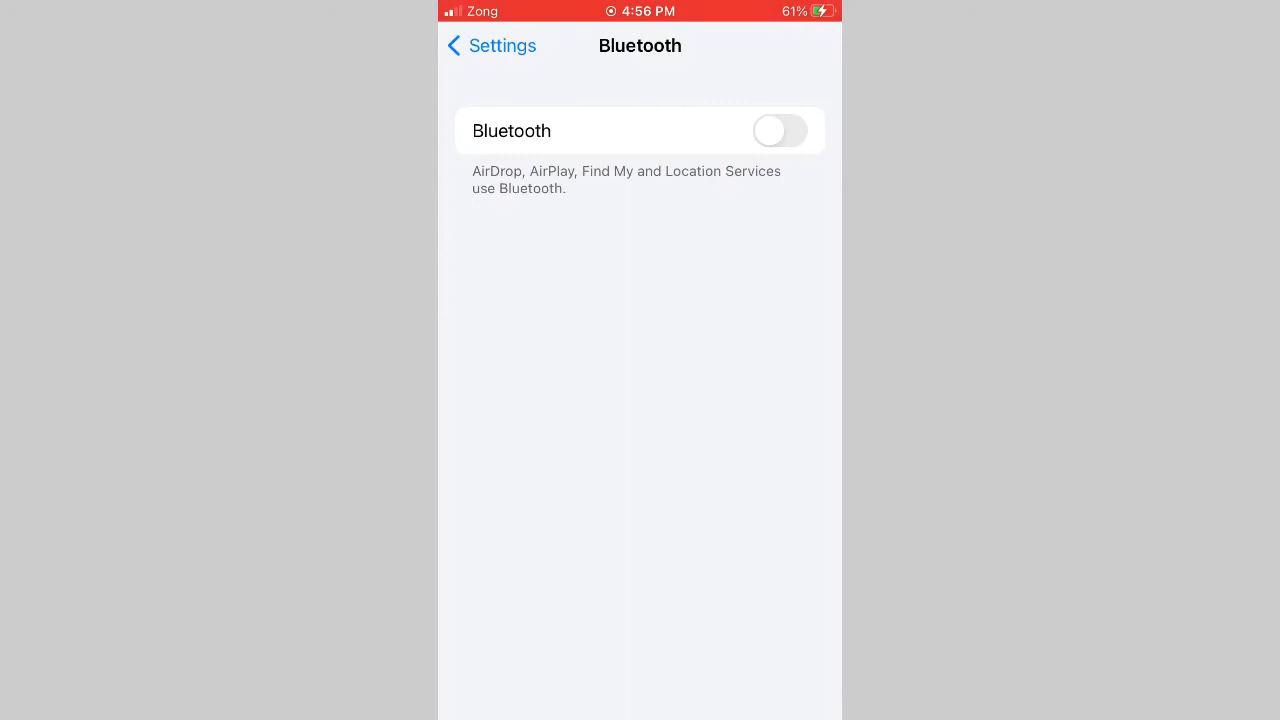 Zong 4:56 PM 61%
Settings Bluetooth
Bluetooth
AirDrop, AirPlay, Find My and Location Services
use Bluetooth.